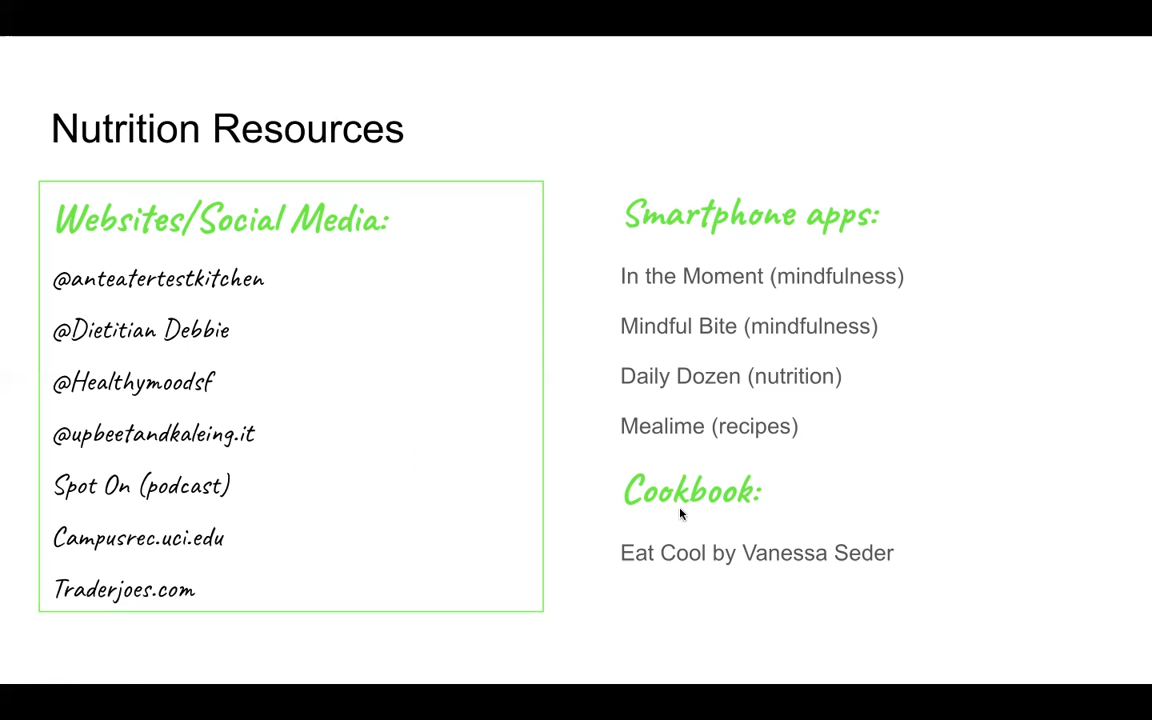 Nutrition Resources
Websites/Social Media:
@anteatertestkitchen
@Dietitian Debbie
@Healthymoodsf
@upbeetandkaleing.it
Spot On (podcast)
Campusrec.uci.edu
Traderjoes.com
Smartphone apps:
In the Moment (mindfulness)
Mindful Bite (mindfulness)
Daily Dozen (nutrition)
Mealime (recipes)
Cookbook:
Eat Cool by Vanessa Seder